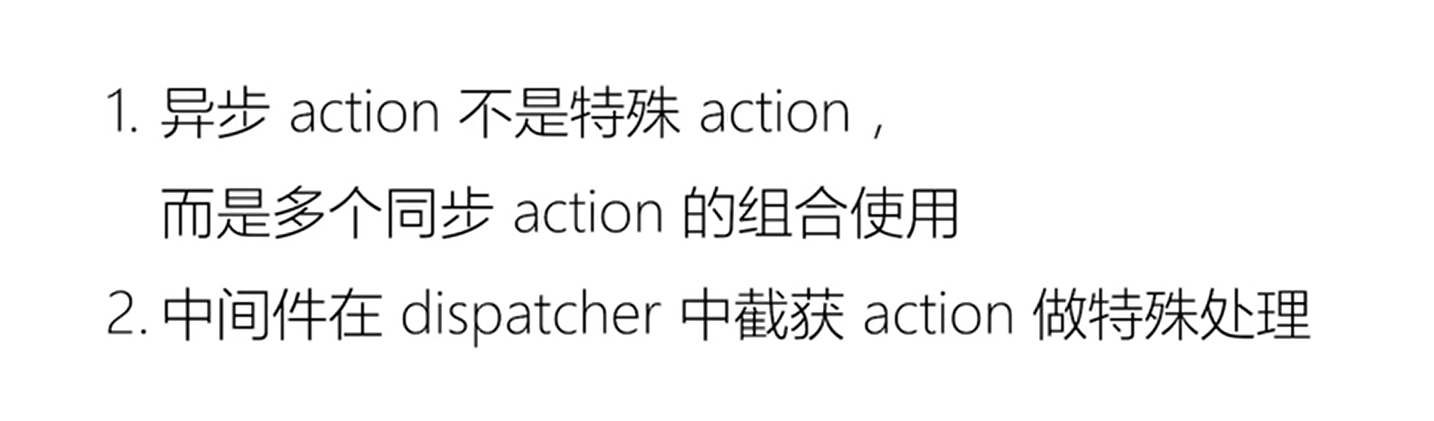 1. 异步 action 不是特殊 action，
而是多个同步 action 的组合使用
2. 中间件在 dispatcher 中截获 action 做特殊处理